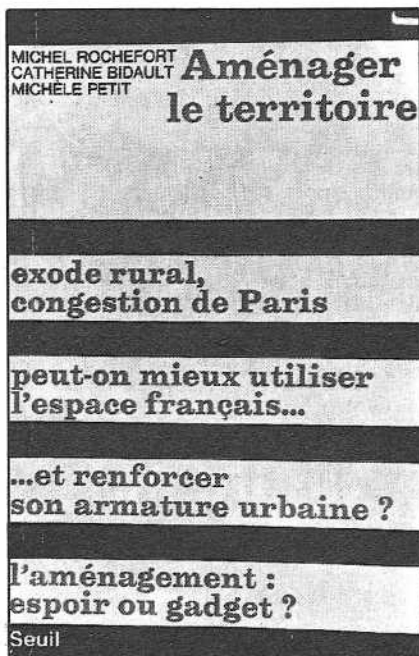 MICHEL ROCHEFORT
CATHERINE BIDAULT
MICHÈLE PETIT
Aménager
le territoire
exode rural,
congestion de Paris
peut-on mieux utiliser
l'espace français...
...et renforcer
son armature urbaine ?
l'aménagement :
espoir ou gadget ?
Seuil